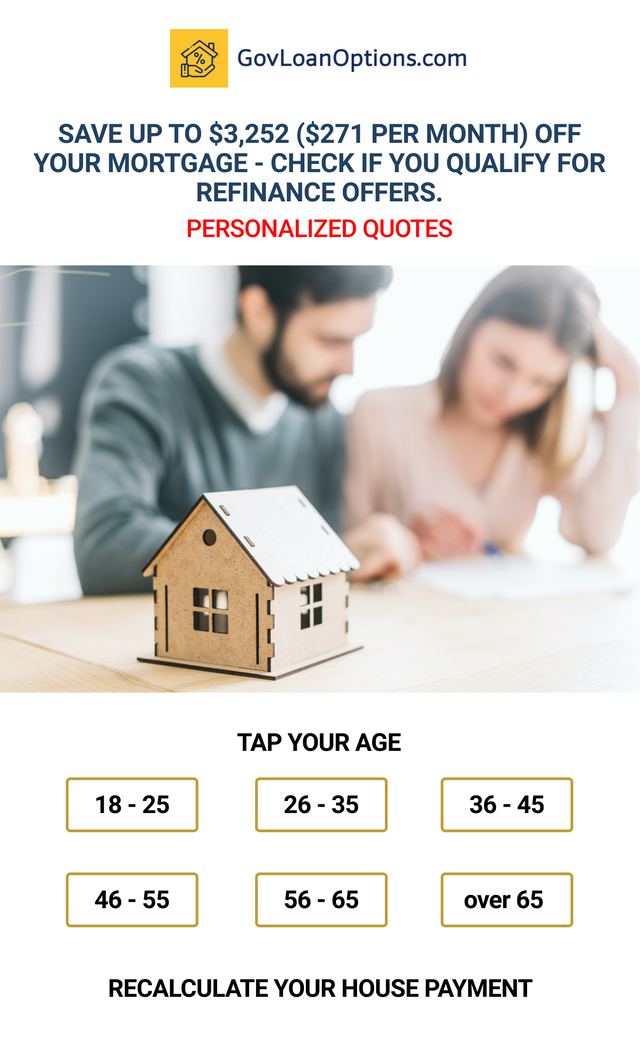 GovLoanOptions.com
SAVE UP TO $3,252 ($271 PER MONTH) OFF
YOUR MORTGAGE - CHECK IF YOU QUALIFY FOR
REFINANCE OFFERS.
PERSONALIZED QUOTES
TAP YOUR AGE
18 - 25
26 - 35
36 - 45
46 - 55
56 - 65
over 65
RECALCULATE YOUR HOUSE PAYMENT